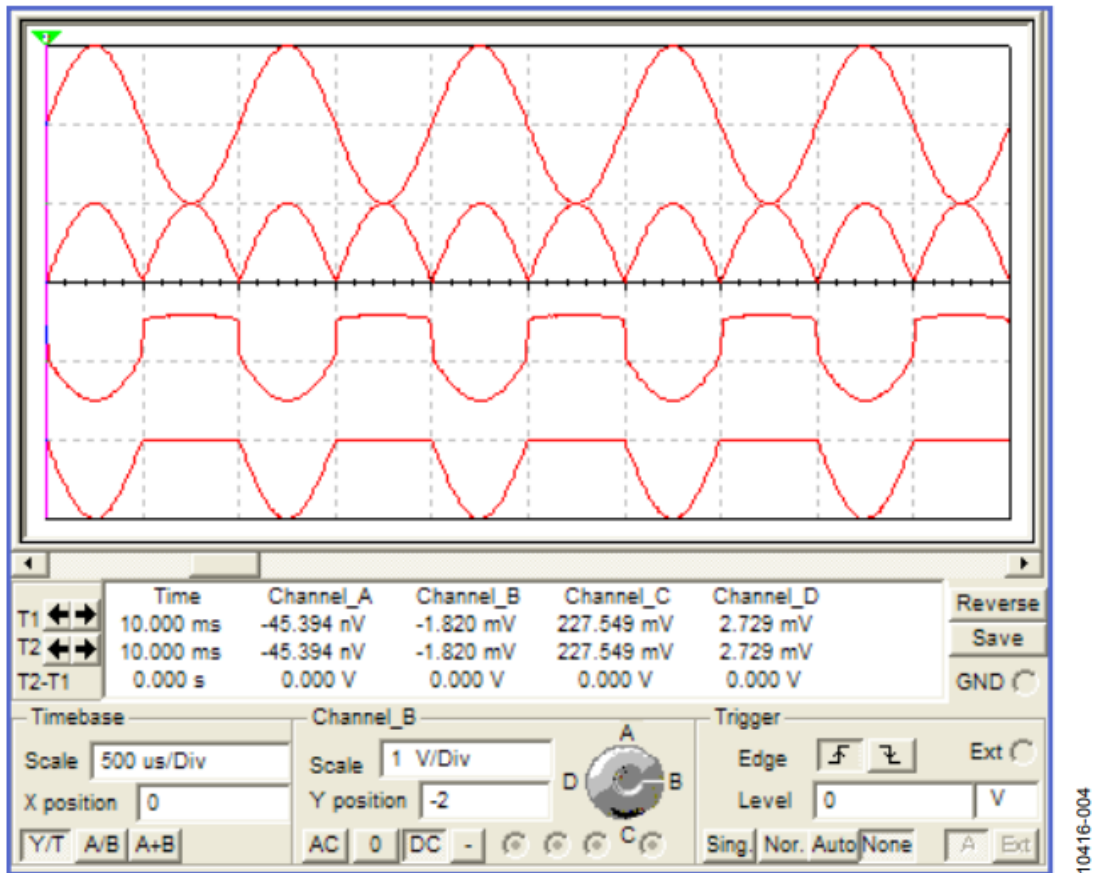 1
Time Channel_A Channel_B Channel_C Channel_D
T1 10.000 ms -45.394 nV -1.820 mV 227.549 mV 2.729 mV
T2 10.000 ms -45.394 nV -1.820 mV 227.549 mV 2.729 mV
T2-T1 0.000 s 0.000 V 0.000 V 0.000 V 0.000 V
Reverse
Save
GND
Timebase
Scale 500 us/Div
X position 0
Y/T A/B A+B
Channel_B
Scale 1 V/Div
Y position -2
AC 0 DC -
A
B
C
D
Trigger
Edge Ext
Level 0 V
Sing. Nor. Auto None A Ext
10416-004